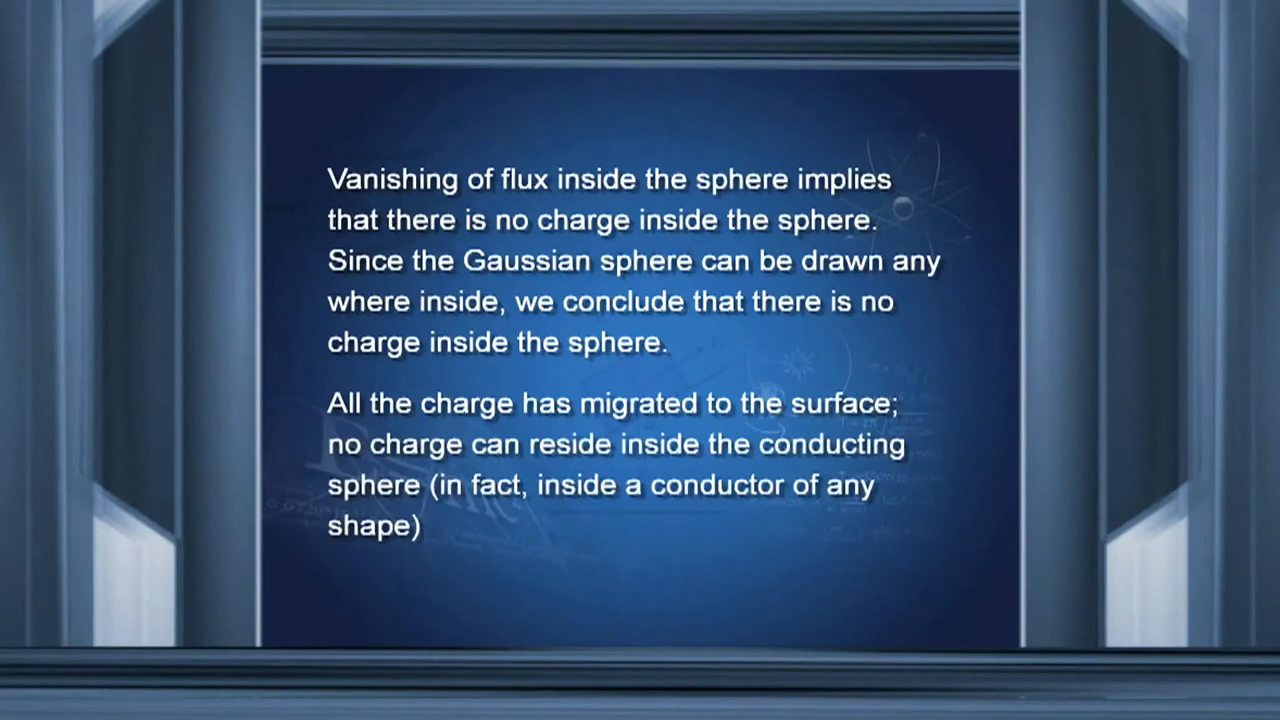 Vanishing of flux inside the sphere implies
that there is no charge inside the sphere.
Since the Gaussian sphere can be drawn any
where inside, we conclude that there is no
charge inside the sphere.
All the charge has migrated to the surface;
no charge can reside inside the conducting
sphere (in fact, inside a conductor of any
shape)